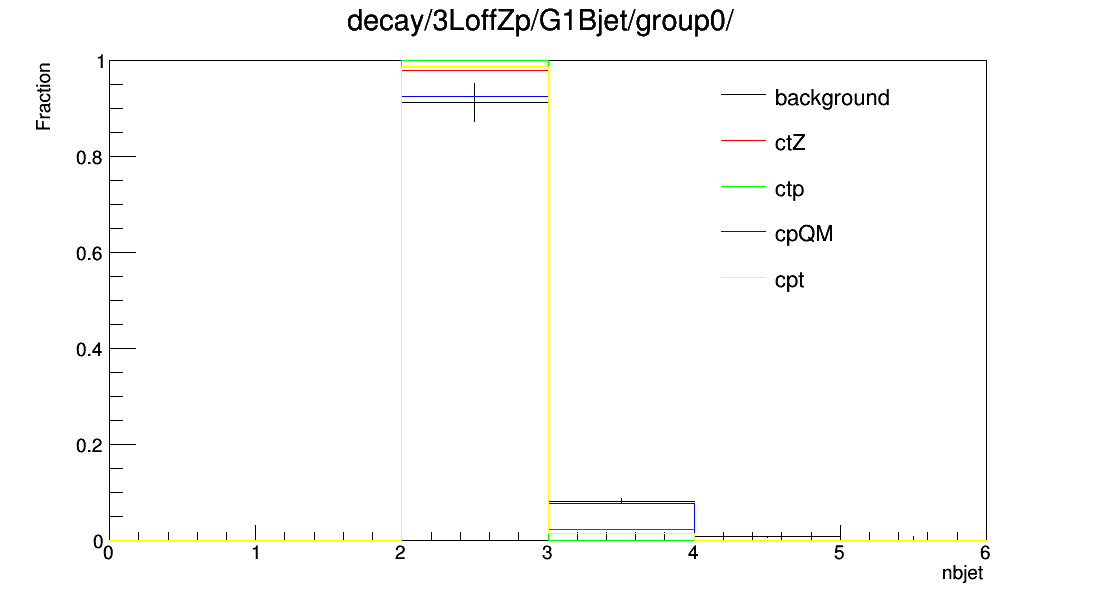 decay/3LoffZp/G1Bjet/group0/
Fraction
1
0.8
0.6
0.4
0.2
0
background
ctZ
ctp
cpQM
cpt
0 1 2 3 4 5 6
nbjet